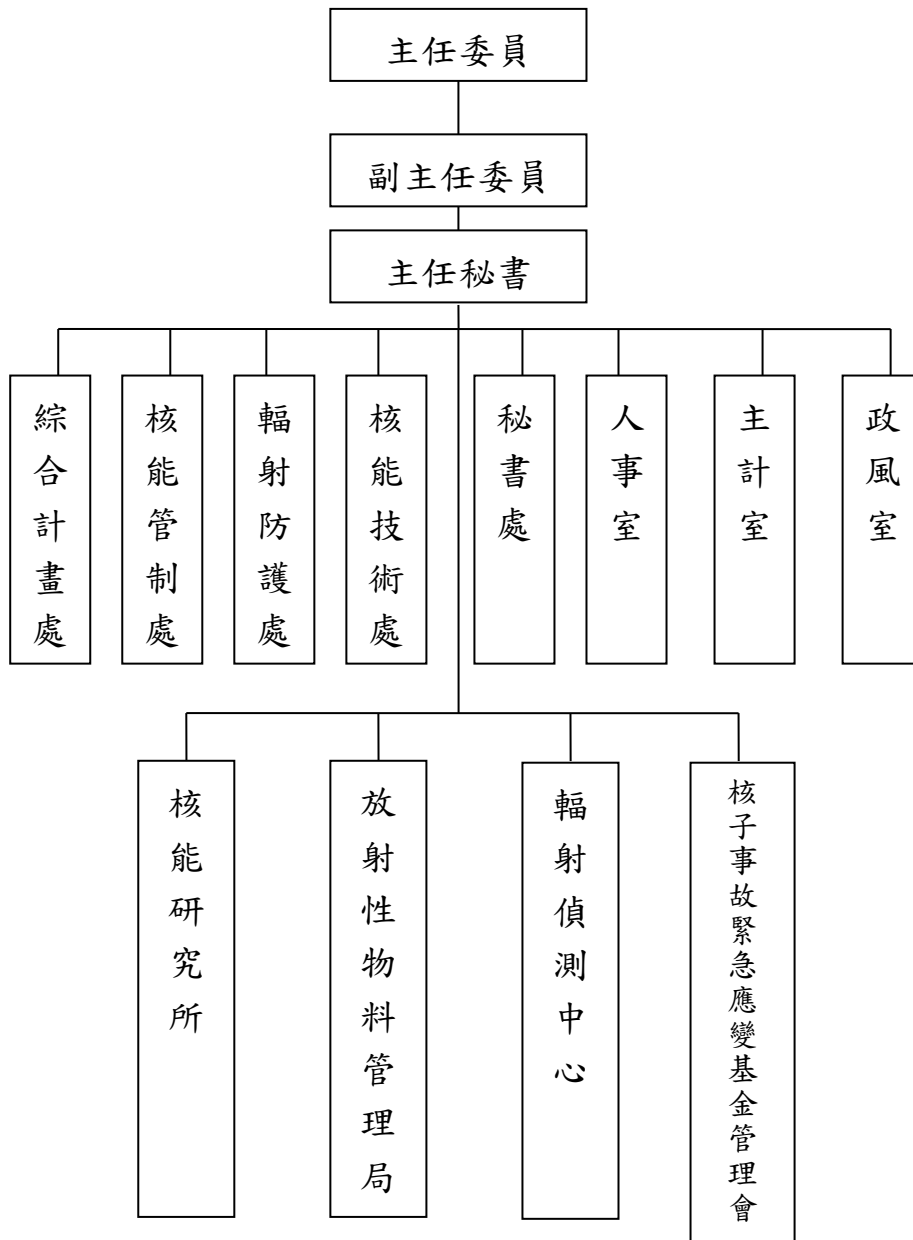 主任委員
副主任委員
主任秘書
綜合計畫處
核能管制處
輻射防護處
核能技術處
秘書處
人事室
主計室
政風室
核能研究所
放射性物料管理局
輻射偵測中心
核子事故緊急應變基金管理會